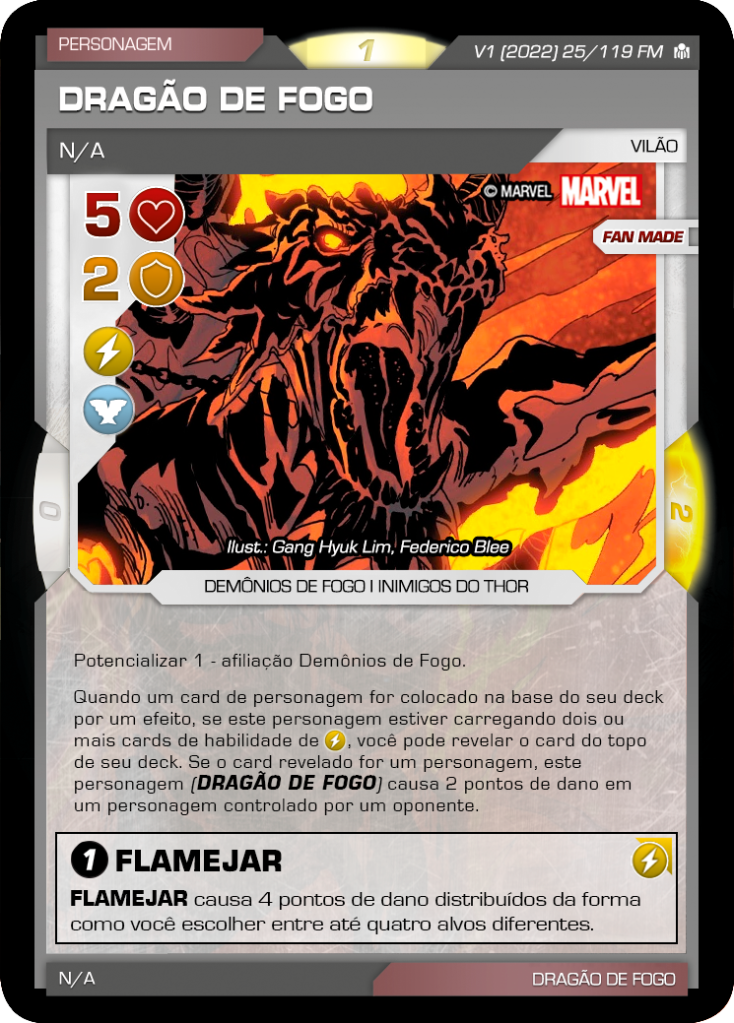 PERSONAGEM
1
V1 (2022) 25/119 FM
DRAGÃO DE FOGO
N/A
VILÃO
© MARVEL MARVEL
5
FAN MADE
2
0
2
Ilust.: Gang Hyuk Lim, Federico Blee
DEMÔNIOS DE FOGO | INIMIGOS DO THOR
Potencializar 1 - afiliação Demônios de Fogo.
Quando um card de personagem for colocado na base do seu deck
por um efeito, se este personagem estiver carregando dois ou
mais cards de habilidade de , você pode revelar o card do topo
de seu deck. Se o card revelado for um personagem, este
personagem (DRAGÃO DE FOGO) causa 2 pontos de dano em
um personagem controlado por um oponente.
1 FLAMEJAR
FLAMEJAR causa 4 pontos de dano distribuídos da forma
como você escolher entre até quatro alvos diferentes.
N/A
DRAGÃO DE FOGO